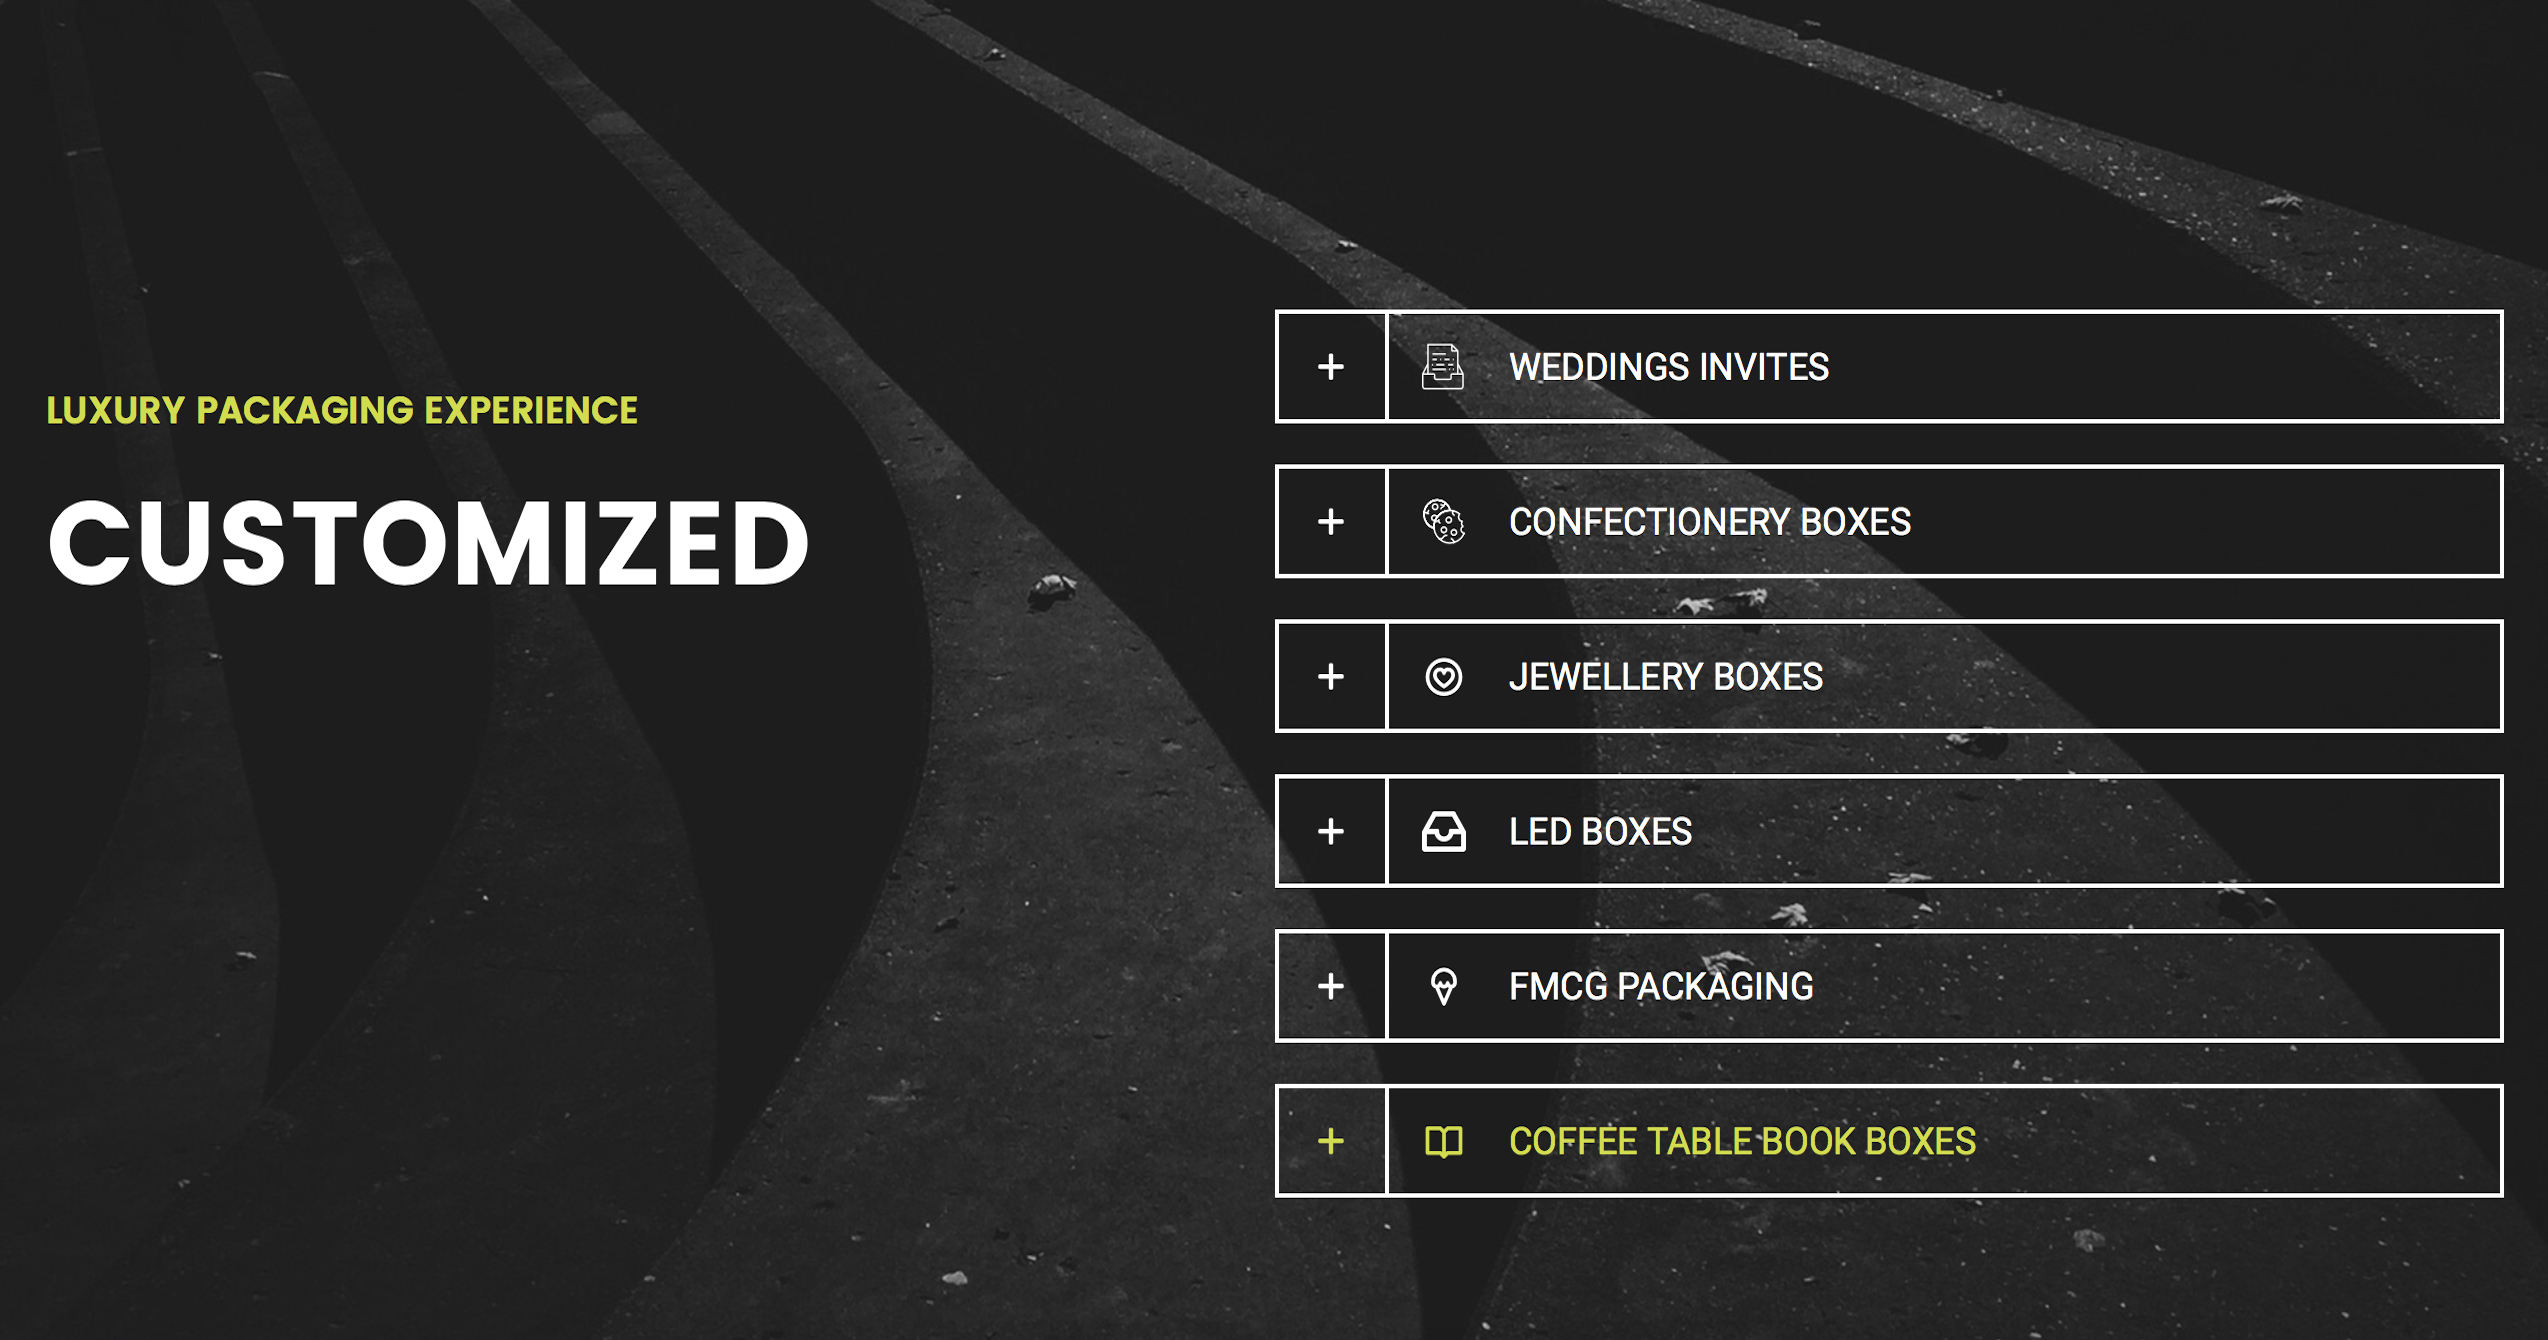 LUXURY PACKAGING EXPERIENCE
CUSTOMIZED
+ WEDDINGS INVITES
+ CONFECTIONERY BOXES
+ JEWELLERY BOXES
+ LED BOXES
+ FMCG PACKAGING
+ COFFEE TABLE BOOK BOXES